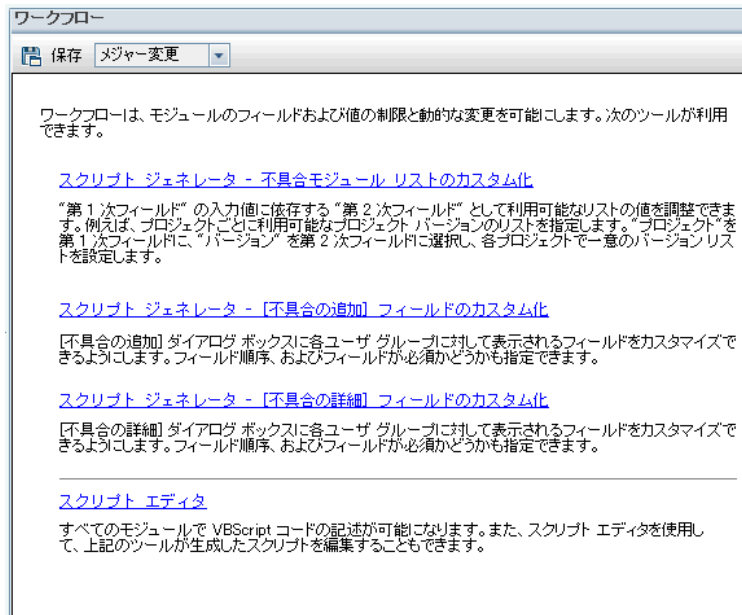 ワークフロー
保存 メジャー変更
ワークフローは、モジュールのフィールドおよび値の制限と動的な変更を可能にします。次のツールが利用
できます。
スクリプト ジェネレータ - 不具合モジュール リストのカスタム化
"第 1 次フィールド" の入力値に依存する "第 2 次フィールド" として利用可能なリストの値を調整できま
す。例えば、プロジェクトごとに利用可能なプロジェクト バージョンのリストを指定します。"プロジェクト"を
第 1 次フィールドに、"バージョン" を第 2 次フィールドに選択し、各プロジェクトで一意のバージョンリス
トを設定します。
スクリプト ジェネレータ - [不具合の追加] フィールドのカスタム化
[不具合の追加] ダイアログ ボックスに各ユーザ グループに対して表示されるフィールドをカスタマイズで
きるようにします。フィールド順序、およびフィールドが必須かどうかも指定できます。
スクリプト ジェネレータ - [不具合の詳細] フィールドのカスタム化
[不具合の詳細] ダイアログ ボックスに各ユーザ グループに対して表示されるフィールドをカスタマイズで
きるようにします。フィールド順序、およびフィールドが必須かどうかも指定できます。
スクリプト エディタ
すべてのモジュールで VBScript コードの記述が可能になります。また、スクリプト エディタを使用し
て、上記のツールが生成したスクリプトを編集することもできます。